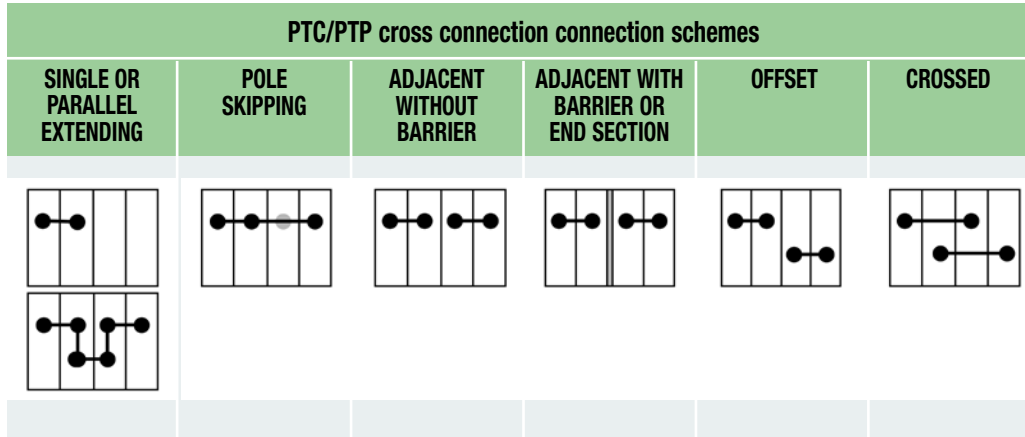 PTC/PTP cross connection connection schemes
SINGLE OR
PARALLEL
EXTENDING
POLE
SKIPPING
ADJACENT
WITHOUT
BARRIER
ADJACENT WITH
BARRIER OR
END SECTION
OFFSET
CROSSED